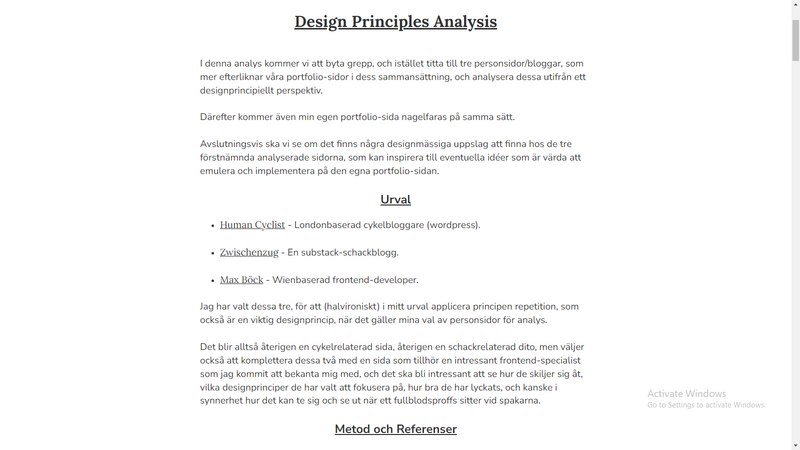 Design Principles Analysis
I denna analys kommer vi att byta grepp, och istället titta till tre personsidor/bloggar, som
mer efterliknar våra portfolio-sidor i dess sammansättning, och analysera dessa utifrån ett
designprincipiellt perspektiv.
Därefter kommer även min egen portfolio-sida nagelfaras på samma sätt.
Avslutningsvis ska vi se om det finns några designmässiga uppslag att finna hos de tre
förstnämnda analyserade sidorna, som kan inspirera till eventuella idéer som är värda att
emulera och implementera på den egna portfolio-sidan.
Urval
• Human Cyclist - Londonbaserad cykelbloggare (wordpress).
• Zwischenzug - En substack-schackblogg.
• Max Böck - Wienbaserad frontend-developer.
Jag har valt dessa tre, för att (halvironiskt) i mitt urval applicera principen repetition, som
också är en viktig designprincip, när det gäller mina val av personsidor för analys.
Det blir alltså återigen en cykelrelaterad sida, återigen en schackrelaterad dito, men väljer
också att komplettera dessa två med en sida som tillhör en intressant frontend-specialist
som jag kommit att bekanta mig med, och det ska bli intressant att se hur de skiljer sig åt,
vilka designprinciper de har valt att fokusera på, hur bra de har lyckats, och kanske i
synnerhet hur det kan te sig och se ut när ett fullblodsproffs sitter vid spakarna.
Activate Windows
Go to Settings to activate Windows.
Metod och Referenser